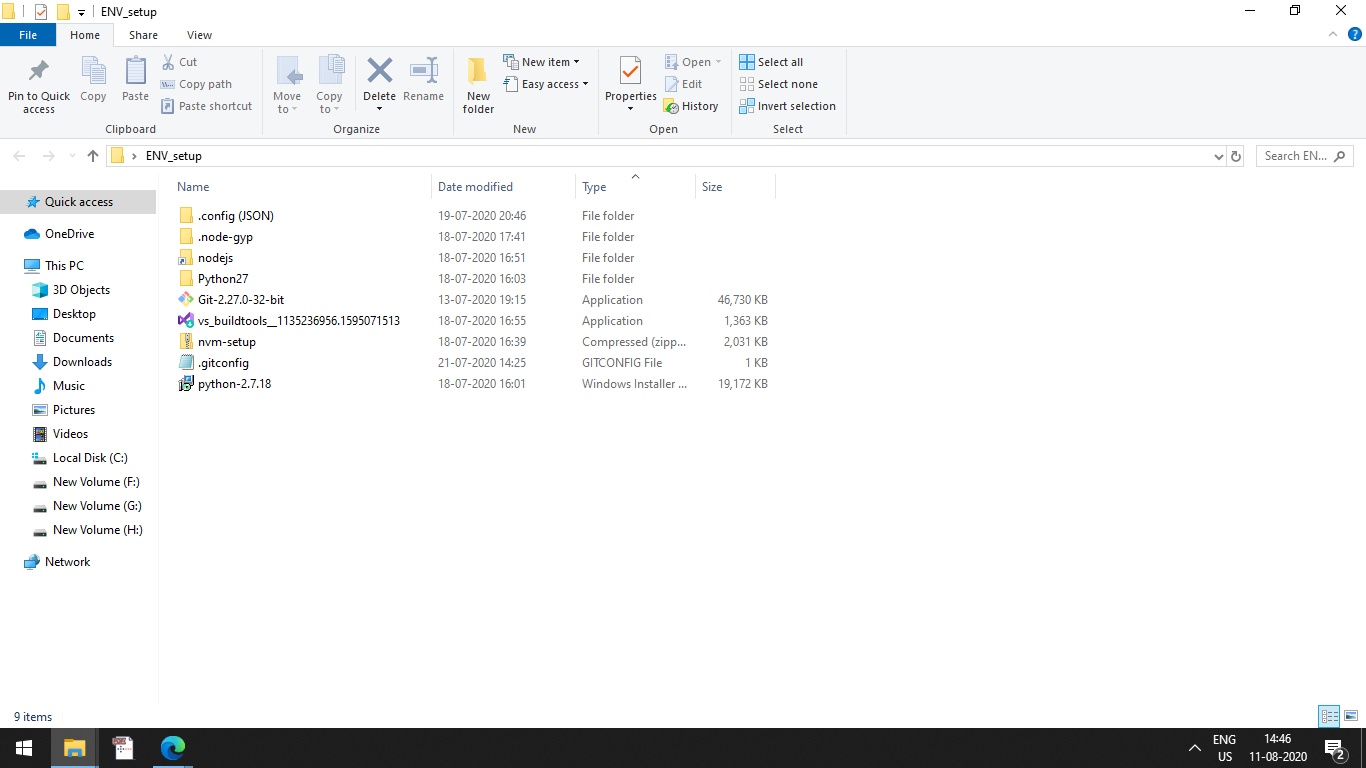 ENV_setup
File Home Share View
Pin to Quick access
Copy
Paste
Cut
Copy path
Paste shortcut
Clipboard
Move to
Copy to
Delete
Rename
Organize
New folder
New item
Easy access
New
Properties
Open
Edit
History
Open
Select all
Select none
Invert selection
Select
ENV_setup
Search EN...
Quick access
OneDrive
This PC
3D Objects
Desktop
Documents
Downloads
Music
Pictures
Videos
Local Disk (C:)
New Volume (F:)
New Volume (G:)
New Volume (H:)
Network
Name Date modified Type Size
.config (JSON) 19-07-2020 20:46 File folder
.node-gyp 18-07-2020 17:41 File folder
nodejs 18-07-2020 16:51 File folder
Python27 18-07-2020 16:03 File folder
Git-2.27.0-32-bit 13-07-2020 19:15 Application 46,730 KB
vs_buildtools__1135236956.1595071513 18-07-2020 16:55 Application 1,363 KB
nvm-setup 18-07-2020 16:39 Compressed (zipp... 2,031 KB
.gitconfig 21-07-2020 14:25 GITCONFIG File 1 KB
python-2.7.18 18-07-2020 16:01 Windows Installer ... 19,172 KB
9 items
ENG
US
14:46
11-08-2020
2